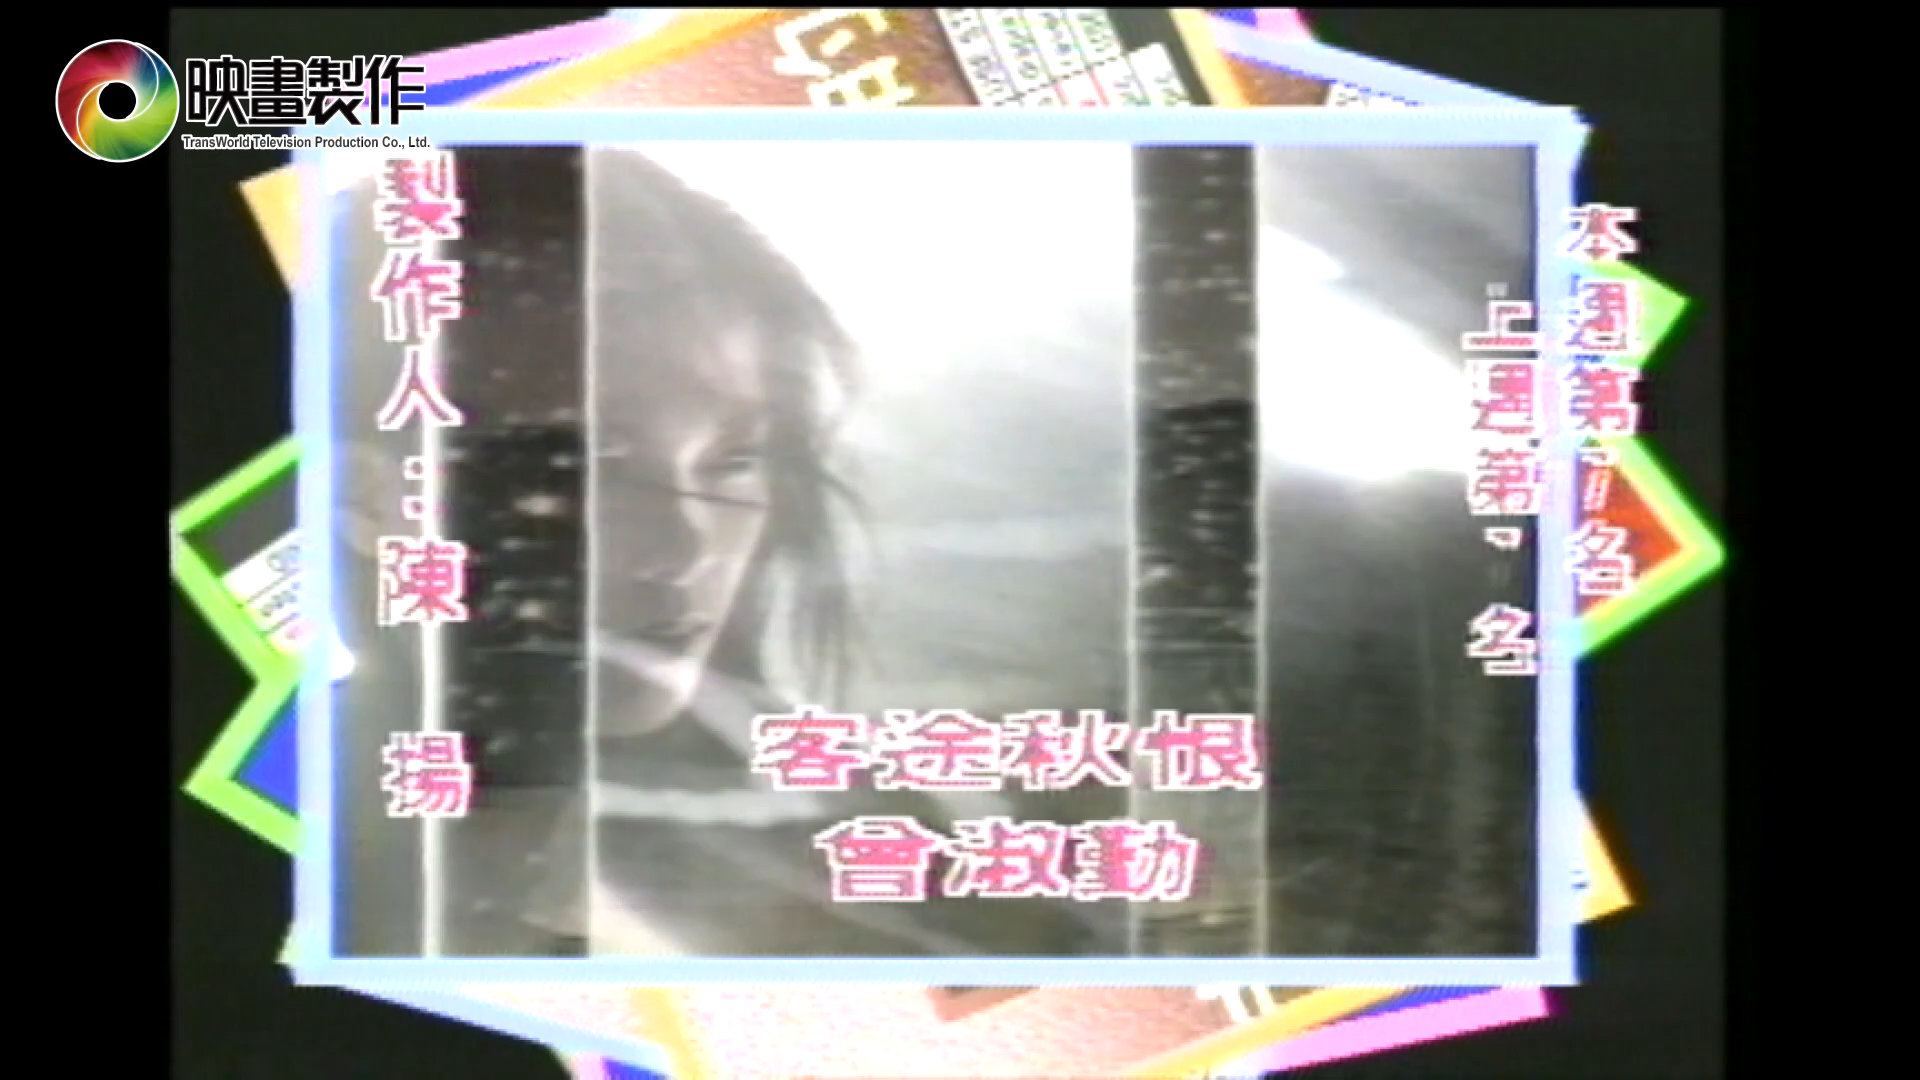 映畫製作
TransWorld Television Production Co., Ltd.
本週第 名
上週第 名
製作人：陳 揚
客途秋恨
曾淑勤